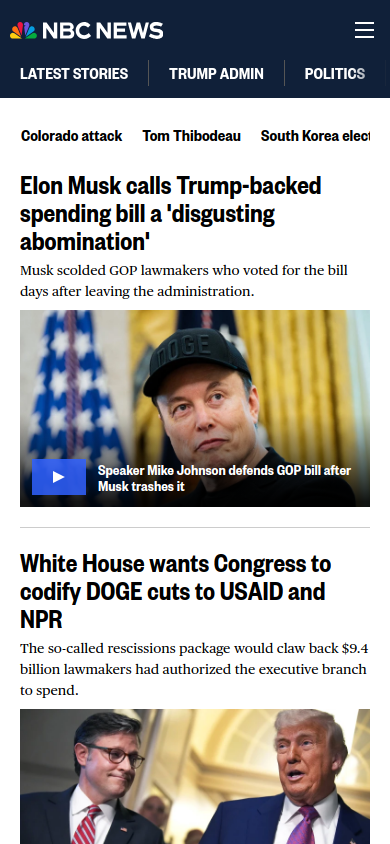 NBC NEWS
LATEST STORIES
TRUMP ADMIN
POLITICS
Colorado attack
Tom Thibodeau
South Korea elect
Elon Musk calls Trump-backed
spending bill a 'disgusting
abomination'
Musk scolded GOP lawmakers who voted for the bill
days after leaving the administration.
DOGE
Speaker Mike Johnson defends GOP bill after
Musk trashes it
White House wants Congress to
codify DOGE cuts to USAID and
NPR
The so-called rescissions package would claw back $9.4
billion lawmakers had authorized the executive branch
to spend.